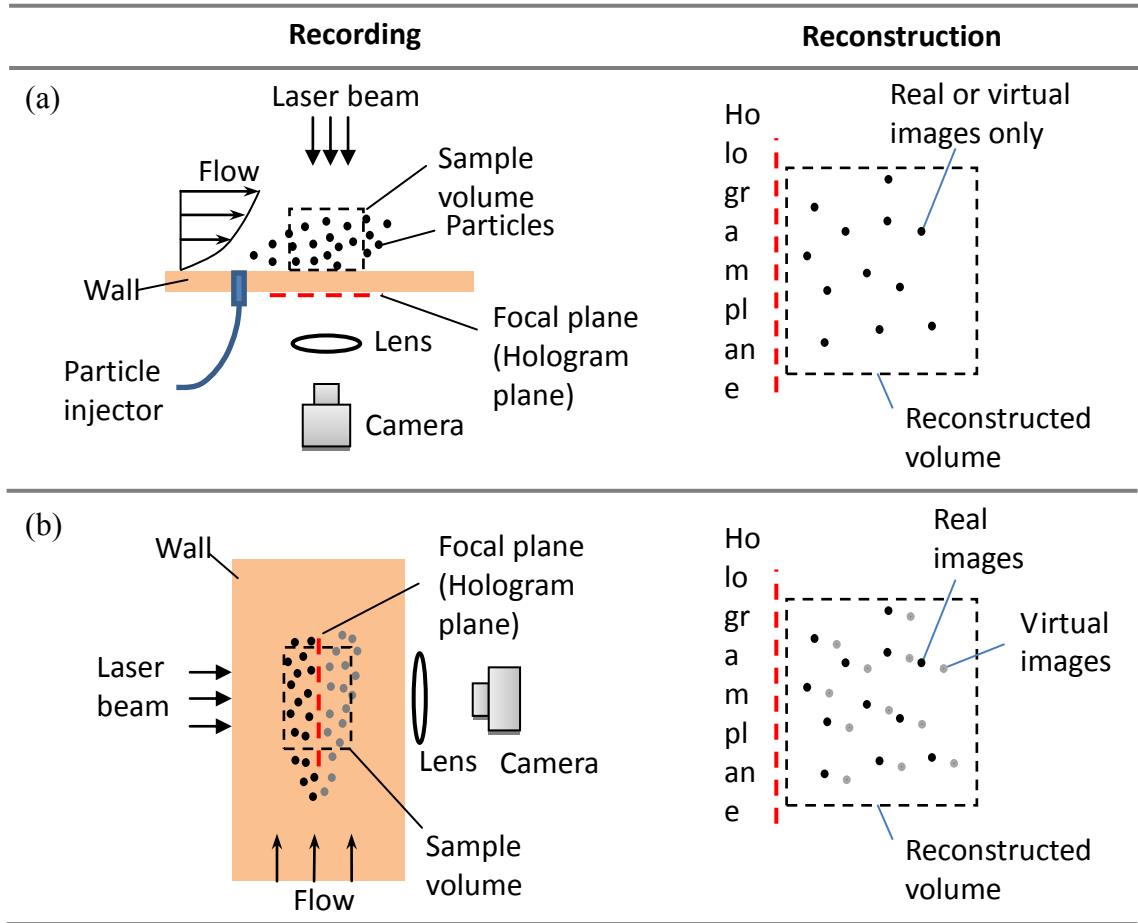 Recording
Reconstruction
(a)
Laser beam
Flow
Sample
volume
Particles
Wall
Focal plane
(Hologram
plane)
Lens
Particle
injector
Camera
Real or virtual
images only
Ho
lo
gr
a
m
pl
an
e
Reconstructed
volume
(b)
Wall
Focal plane
(Hologram
plane)
Laser
beam
Lens
Camera
Sample
volume
Flow
Real
images
Virtual
images
Ho
lo
gr
a
m
pl
an
e
Reconstructed
volume